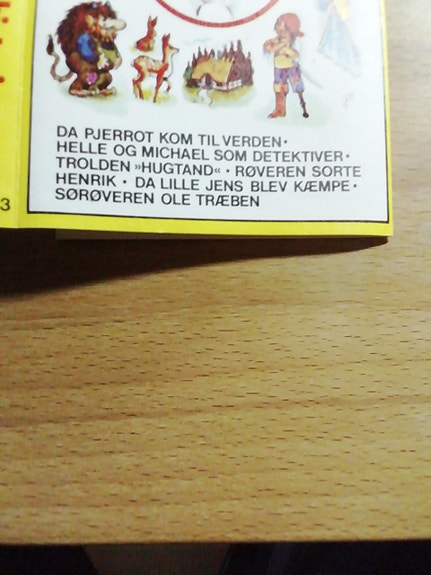 DA PJERROT KOM TIL VERDEN •
HELLE OG MICHAEL SOM DETEKTIVER •
TROLDEN »HUGTAND« • RØVEREN SORTE
HENRIK • DA LILLE JENS BLEV KÆMPE •
SØRØVEREN OLE TRÆBEN
3